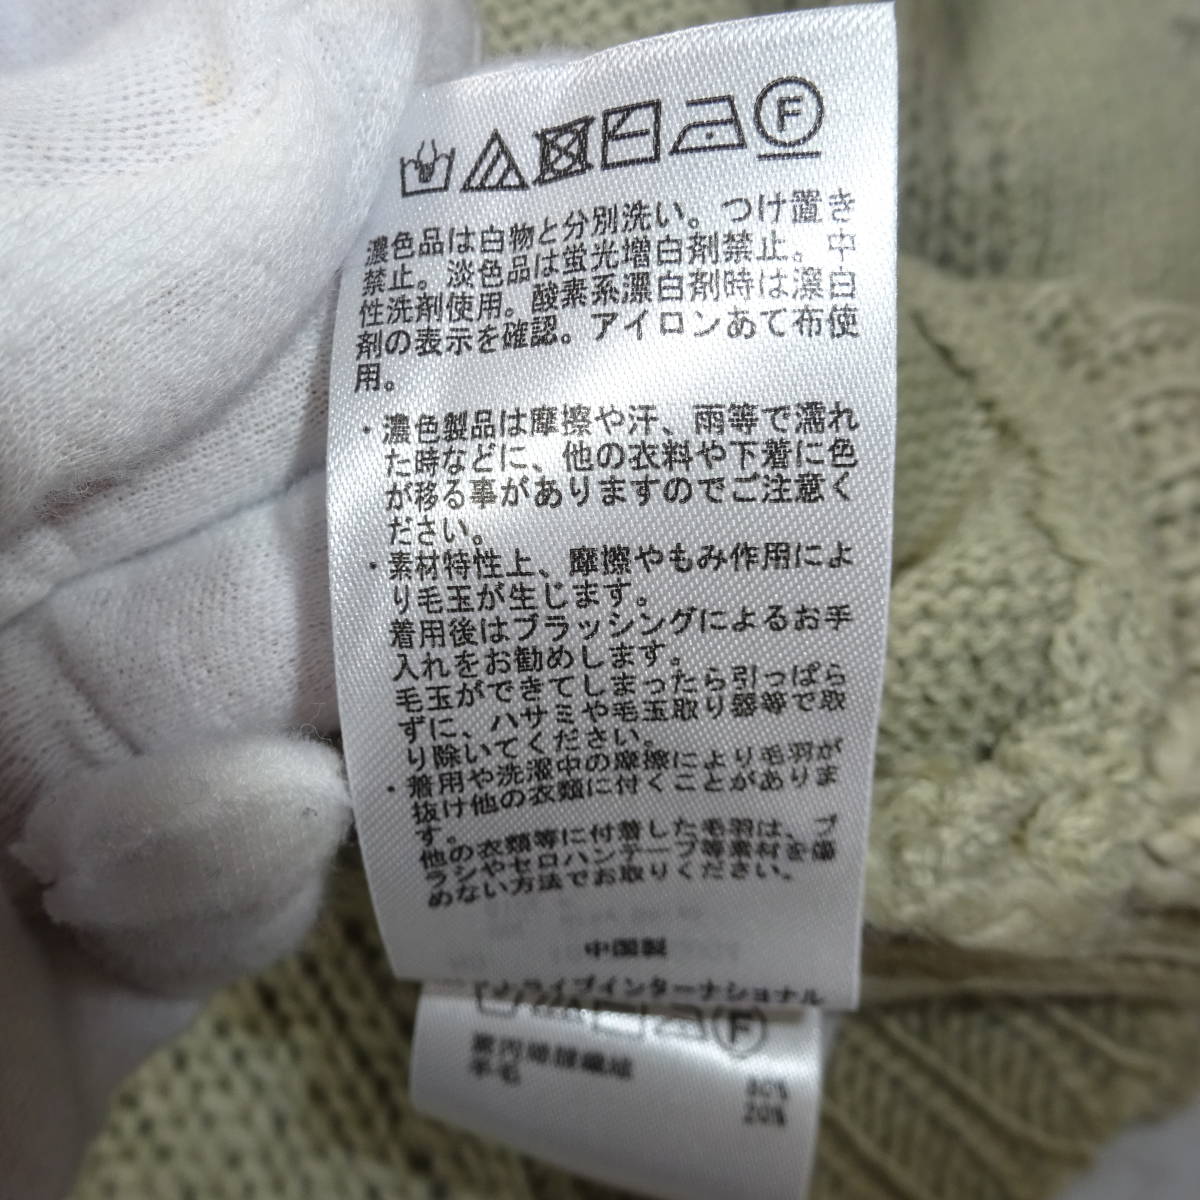 F
濃色品は白物と分別洗い。つけ置き
禁止。淡色品は蛍光増白剤禁止。中
性洗剤使用。酸素系漂白剤時は漂白
剤の表示を確認。アイロンあて布使
用。
・濃色製品は摩擦や汗、雨等で濡れ
た時などに、他の衣料や下着に色
が移る事がありますのでご注意く
ださい。
・素材特性上、摩擦やもみ作用によ
り毛玉が生じます。
着用後はブラッシングによるお手
入れをお勧めします。
毛玉ができてしまったら引っぱら
ずに、ハサミや毛玉取り器等で取
り除いてください。
・着用や洗濯中の摩擦により毛羽が
抜け他の衣類に付くことがありま
す。
他の衣類等に付着した毛羽は、ブ
ラシやセロハンテープ等素材を傷
めない方法でお取りください。
中国製
ライブインターナショナル
F
羊毛
20%